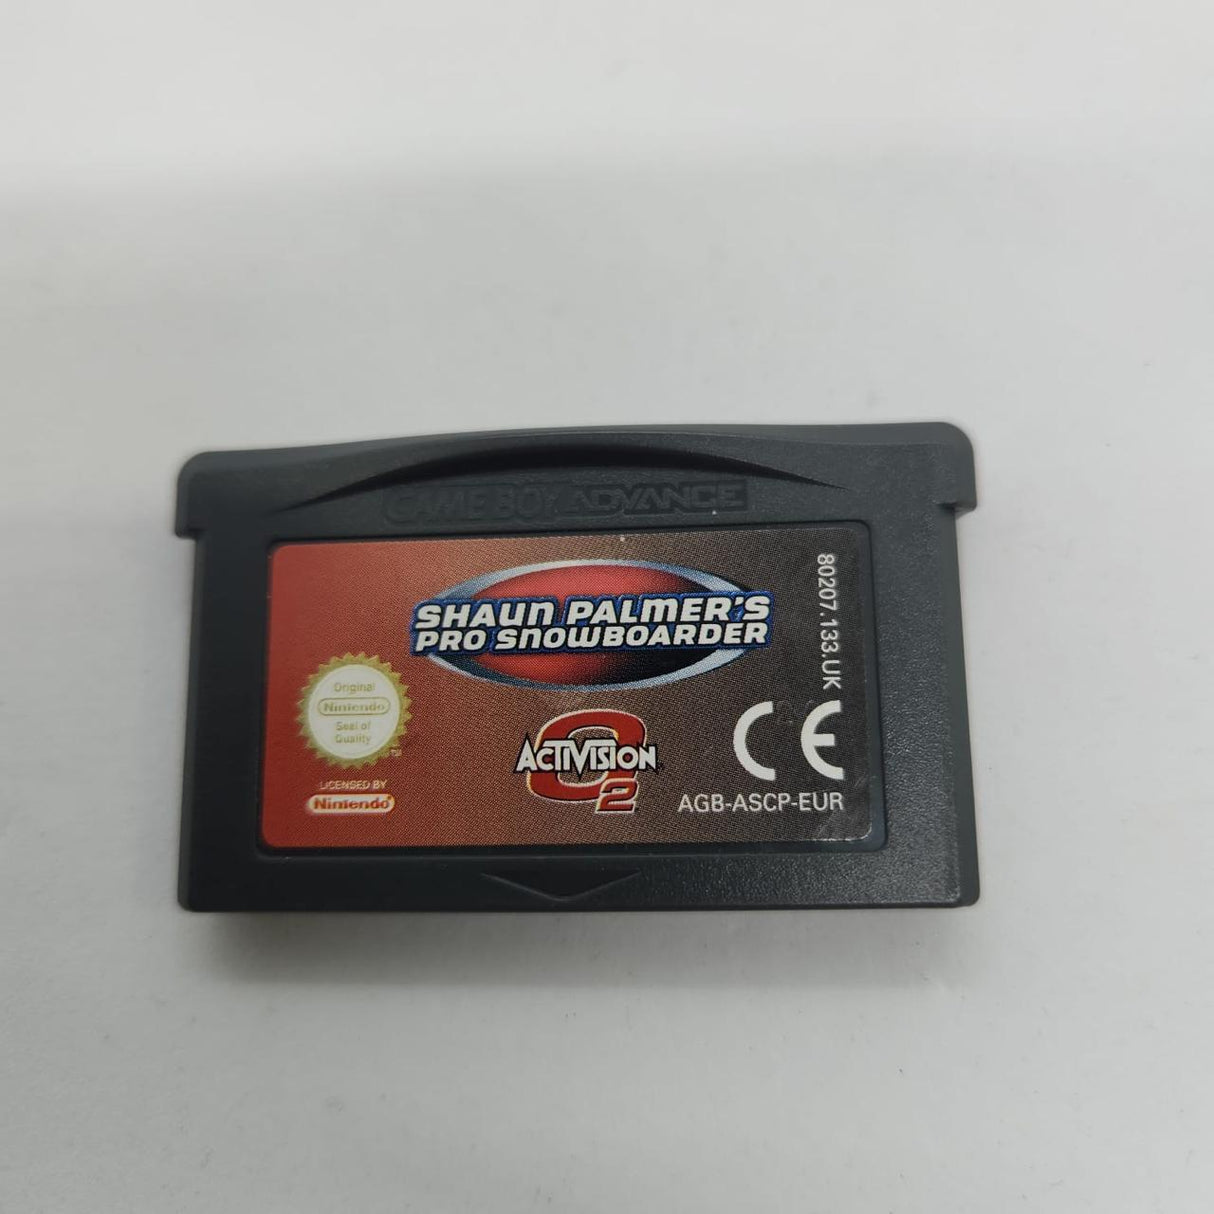 GAME BOY ADVANCE
SHAUN PALMER'S
PRO SNOWBOARDER
80207.133.UK
Original
Nintendo
Seal of
Quality
TM
LICENSED BY
Nintendo
ACTIVISION
O2
CE
AGB-ASCP-EUR